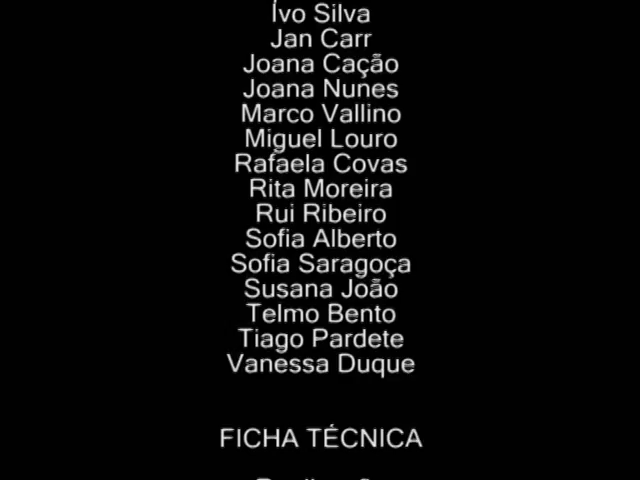 Ivo Silva
Jan Carr
Joana Cação
Joana Nunes
Marco Vallino
Miguel Louro
Rafaela Covas
Rita Moreira
Rui Ribeiro
Sofia Alberto
Sofia Saragoça
Susana João
Telmo Bento
Tiago Pardete
Vanessa Duque
FICHA TÉCNICA